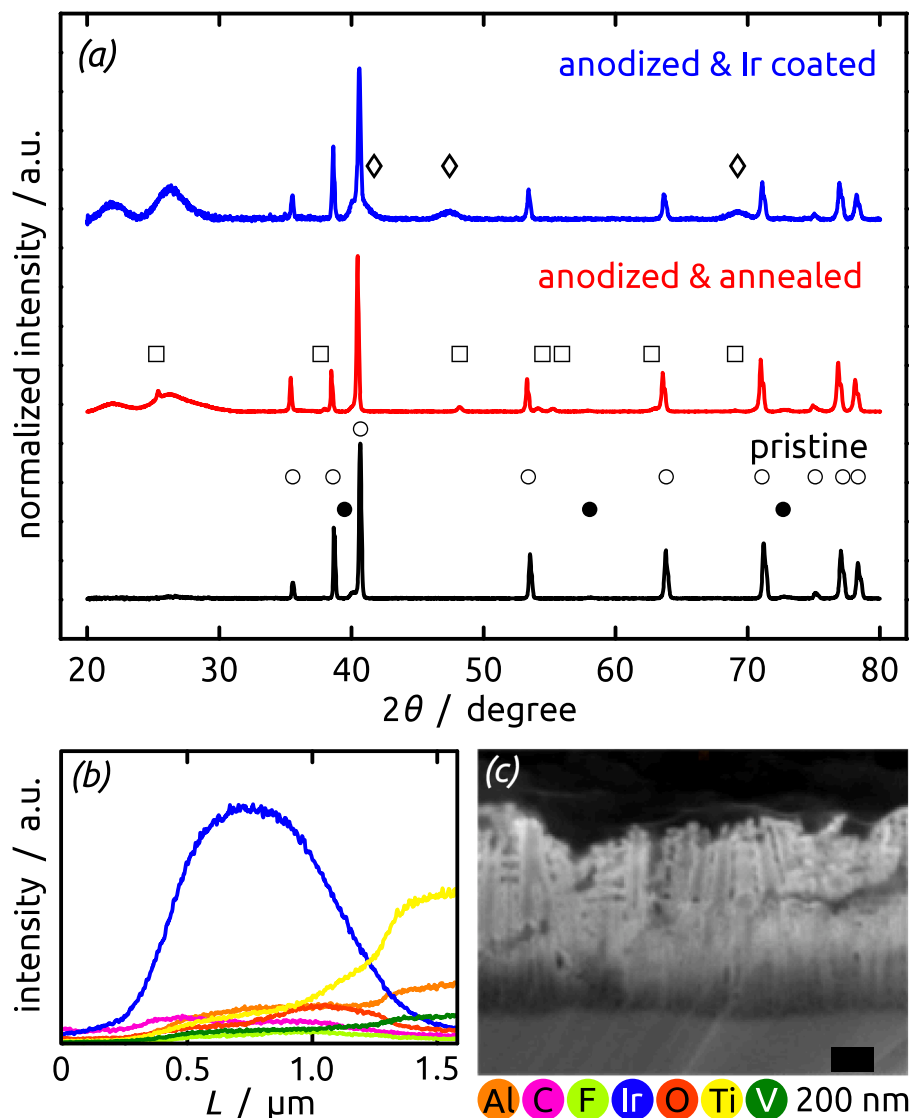 (a)
anodized & Ir coated
anodized & annealed
pristine
normalized intensity / a.u.
20 30 40 50 60 70 80
2θ / degree
(b)
intensity / a.u.
0 0.5 1.0 1.5
L / μm
(c)
Al C F Ir O Ti V 200 nm